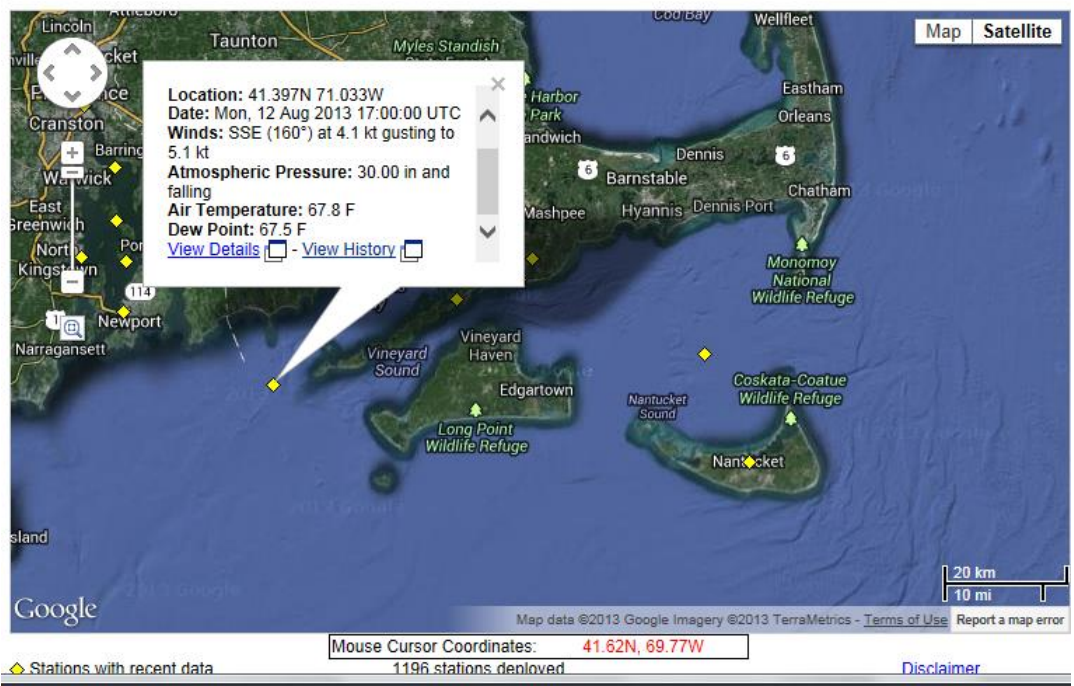 Lincoln
Taunton
Myles Standish
Cod Bay
Wellfleet
Map Satellite
Location: 41.397N 71.033W
Date: Mon, 12 Aug 2013 17:00:00 UTC
Winds: SSE (160°) at 4.1 kt gusting to
5.1 kt
Atmospheric Pressure: 30.00 in and
falling
Air Temperature: 67.8 F
Dew Point: 67.5 F
View Details - View History
Harbor
Park
Eastham
Orleans
Cranston
Barring
Warwick
East
Greenwich
North
Kingstown
Por
114
Newport
Narragansett
andwich
Dennis
6
6
Barnstable
Chatham
Mashpee
Hyannis
Dennis Port
Monomoy
National
Wildlife Refuge
Vineyard
Sound
Vineyard
Haven
Edgartown
Long Point
Wildlife Refuge
Nantucket
Sound
Coskata-Coatue
Wildlife Refuge
Nantucket
sland
20 km
10 mi
Google
Map data ©2013 Google Imagery ©2013 TerraMetrics - Terms of Use Report a map error
Mouse Cursor Coordinates: 41.62N, 69.77W
Stations with recent data 1196 stations deployed Disclaimer